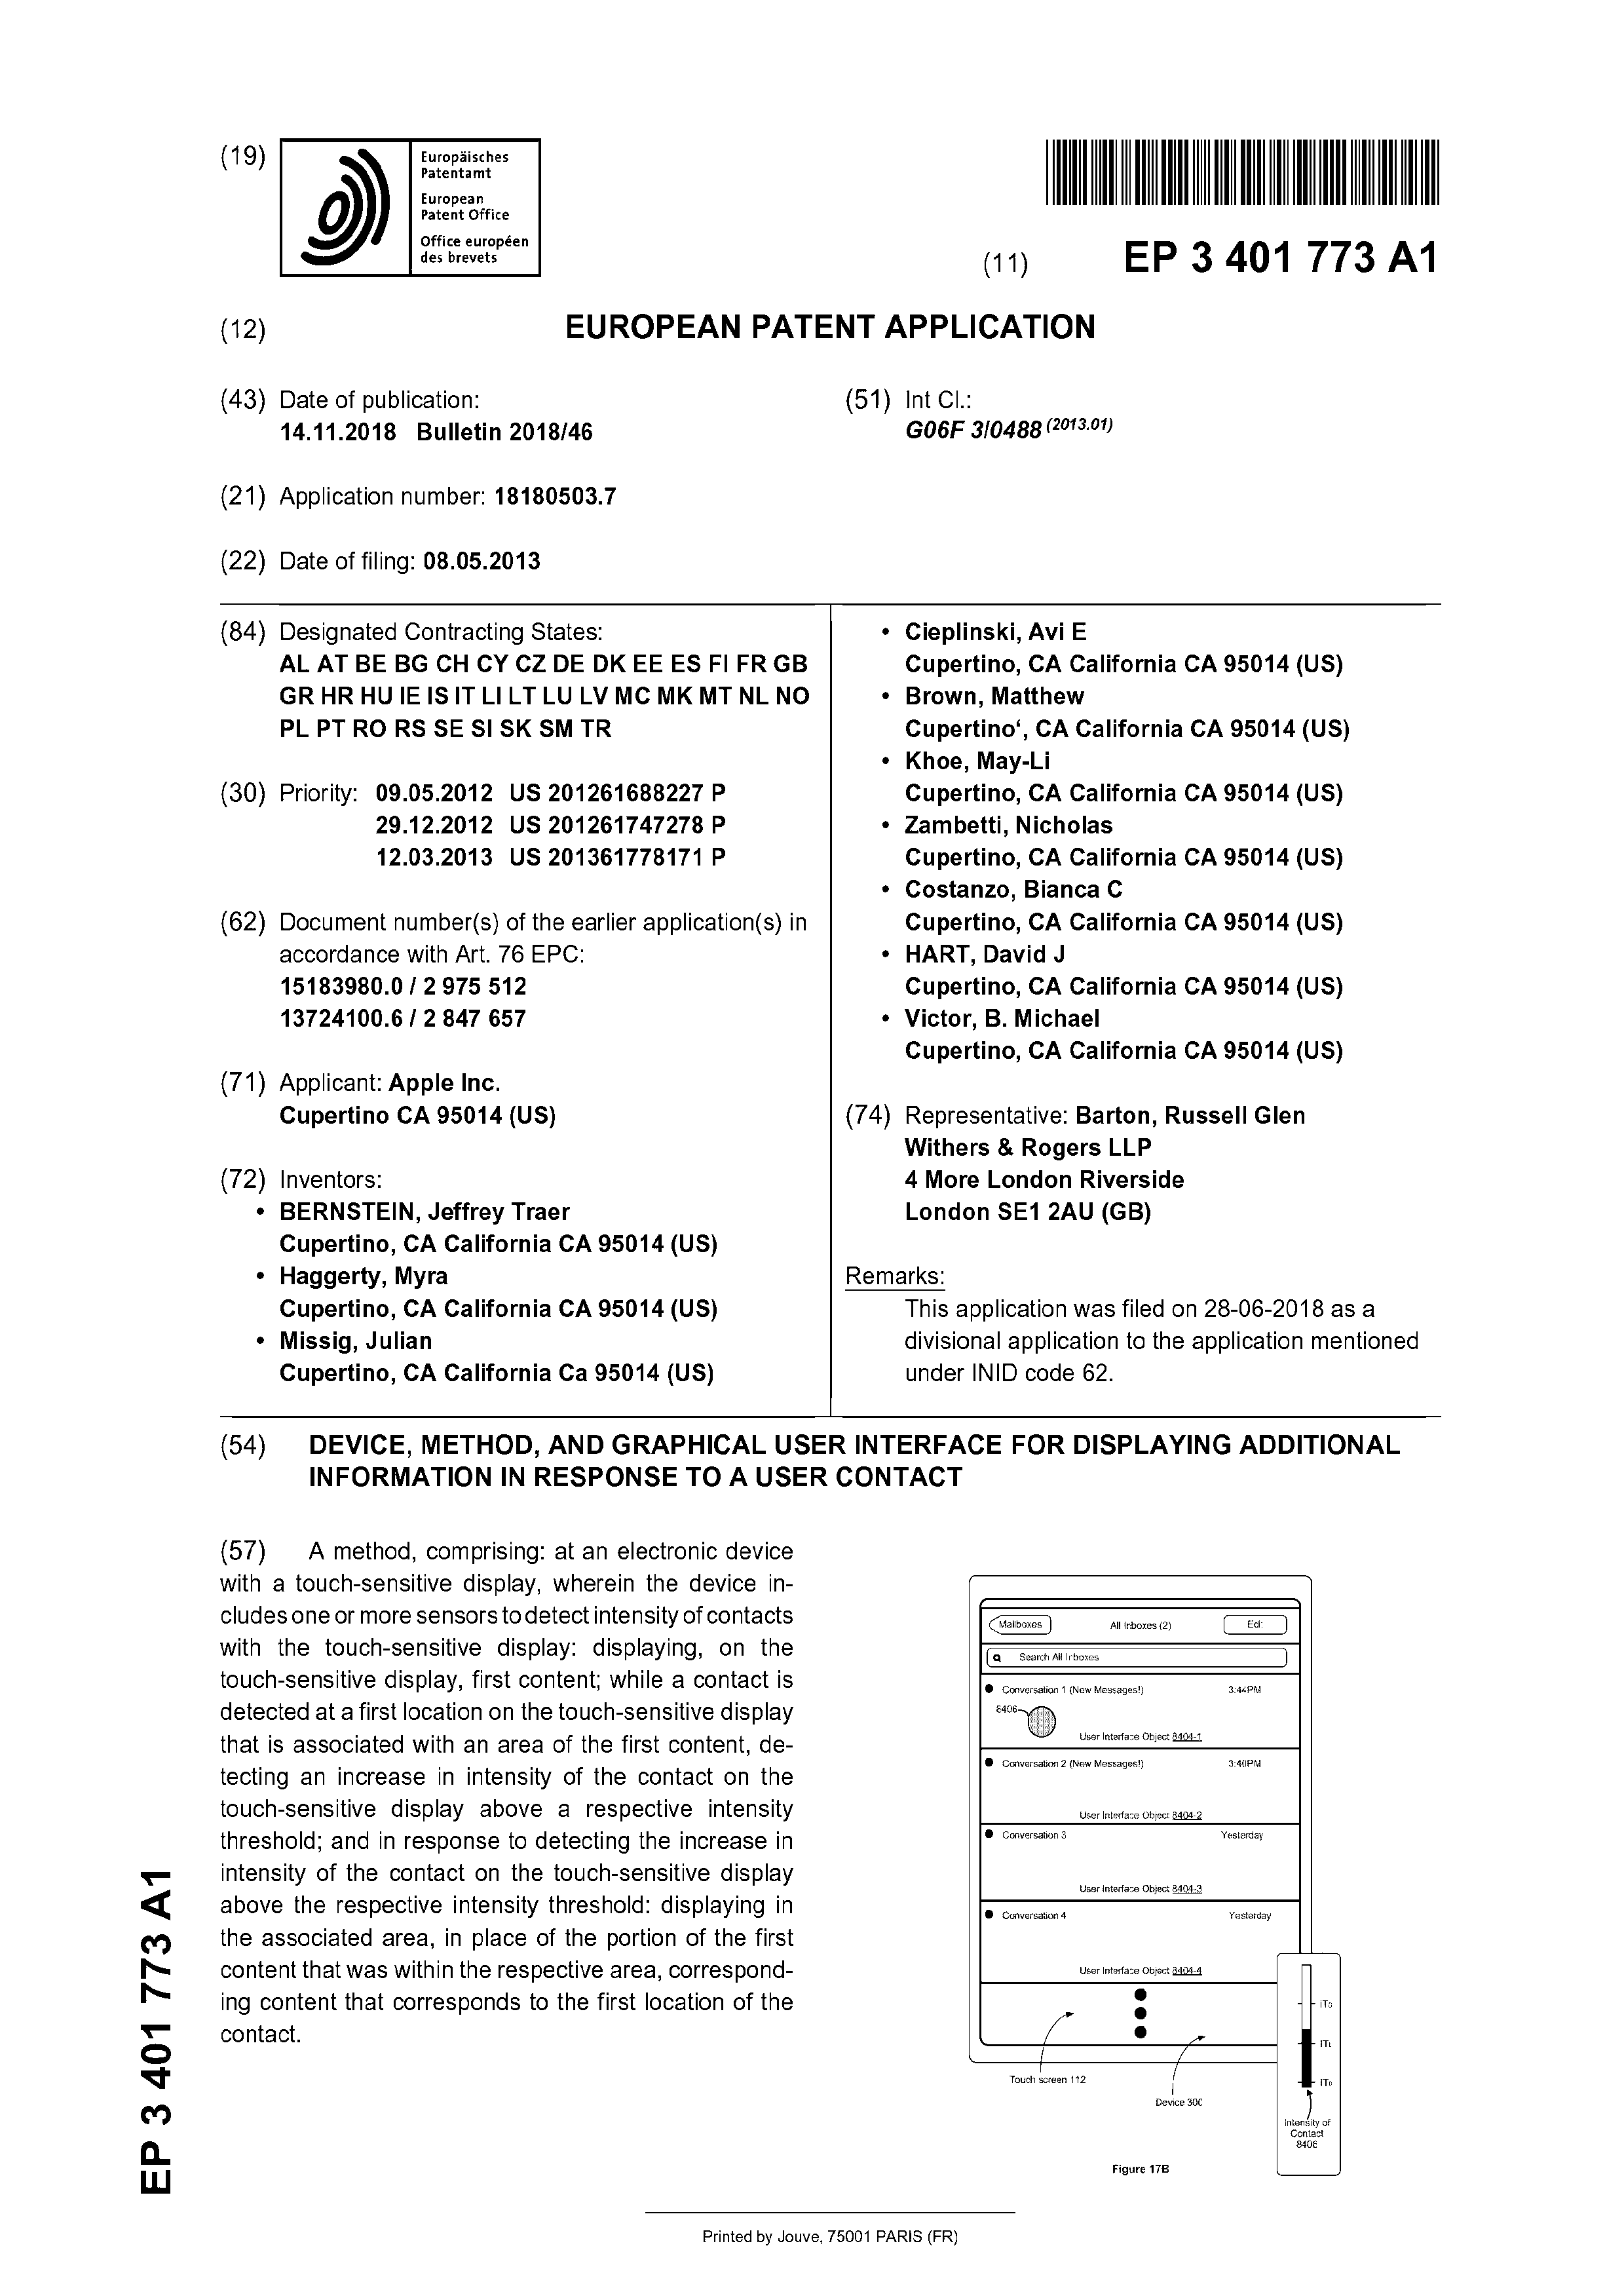 (19)
Europäisches
Patentamt
European
Patent Office
Office européen
des brevets
(11) EP 3 401 773 A1
(12) EUROPEAN PATENT APPLICATION
(43) Date of publication:
14.11.2018 Bulletin 2018/46
(51) Int Cl.:
G06F 3/0488 (2013.01)
(21) Application number: 18180503.7
(22) Date of filing: 08.05.2013
(84) Designated Contracting States:
AL AT BE BG CH CY CZ DE DK EE ES FI FR GB
GR HR HU IE IS IT LI LT LU LV MC MK MT NL NO
PL PT RO RS SE SI SK SM TR
(30) Priority: 09.05.2012 US 201261688227 P
29.12.2012 US 201261747278 P
12.03.2013 US 201361778171 P
(62) Document number(s) of the earlier application(s) in
accordance with Art. 76 EPC:
15183980.0 / 2 975 512
13724100.6 / 2 847 657
(71) Applicant: Apple Inc.
Cupertino CA 95014 (US)
(72) Inventors:
• BERNSTEIN, Jeffrey Traer
Cupertino, CA California CA 95014 (US)
• Haggerty, Myra
Cupertino, CA California CA 95014 (US)
• Missig, Julian
Cupertino, CA California Ca 95014 (US)
• Cieplinski, Avi E
Cupertino, CA California CA 95014 (US)
• Brown, Matthew
Cupertino‘, CA California CA 95014 (US)
• Khoe, May-Li
Cupertino, CA California CA 95014 (US)
• Zambetti, Nicholas
Cupertino, CA California CA 95014 (US)
• Costanzo, Bianca C
Cupertino, CA California CA 95014 (US)
• HART, David J
Cupertino, CA California CA 95014 (US)
• Victor, B. Michael
Cupertino, CA California CA 95014 (US)
(74) Representative: Barton, Russell Glen
Withers & Rogers LLP
4 More London Riverside
London SE1 2AU (GB)
Remarks:
This application was filed on 28-06-2018 as a
divisional application to the application mentioned
under INID code 62.
(54) DEVICE, METHOD, AND GRAPHICAL USER INTERFACE FOR DISPLAYING ADDITIONAL
INFORMATION IN RESPONSE TO A USER CONTACT
(57) A method, comprising: at an electronic device
with a touch-sensitive display, wherein the device in-
cludes one or more sensors to detect intensity of contacts
with the touch-sensitive display: displaying, on the
touch-sensitive display, first content; while a contact is
detected at a first location on the touch-sensitive display
that is associated with an area of the first content, de-
tecting an increase in intensity of the contact on the
touch-sensitive display above a respective intensity
threshold; and in response to detecting the increase in
intensity of the contact on the touch-sensitive display
above the respective intensity threshold: displaying in
the associated area, in place of the portion of the first
content that was within the respective area, correspond-
ing content that corresponds to the first location of the
contact.
Mailboxes All Inboxes (2) Edit
Search All Inboxes
Conversation 1 (New Messages!) 3:44PM
8406
User Interface Object 8404-1
Conversation 2 (New Messages!) 3:40PM
User Interface Object 8404-2
Conversation 3 Yesterday
User Interface Object 8404-3
Conversation 4 Yesterday
User Interface Object 8404-4
ITD
ITL
IT0
Touch screen 112
Device 300
Intensity of
Contact
8406
Figure 17B
EP 3 401 773 A1
Printed by Jouve, 75001 PARIS (FR)